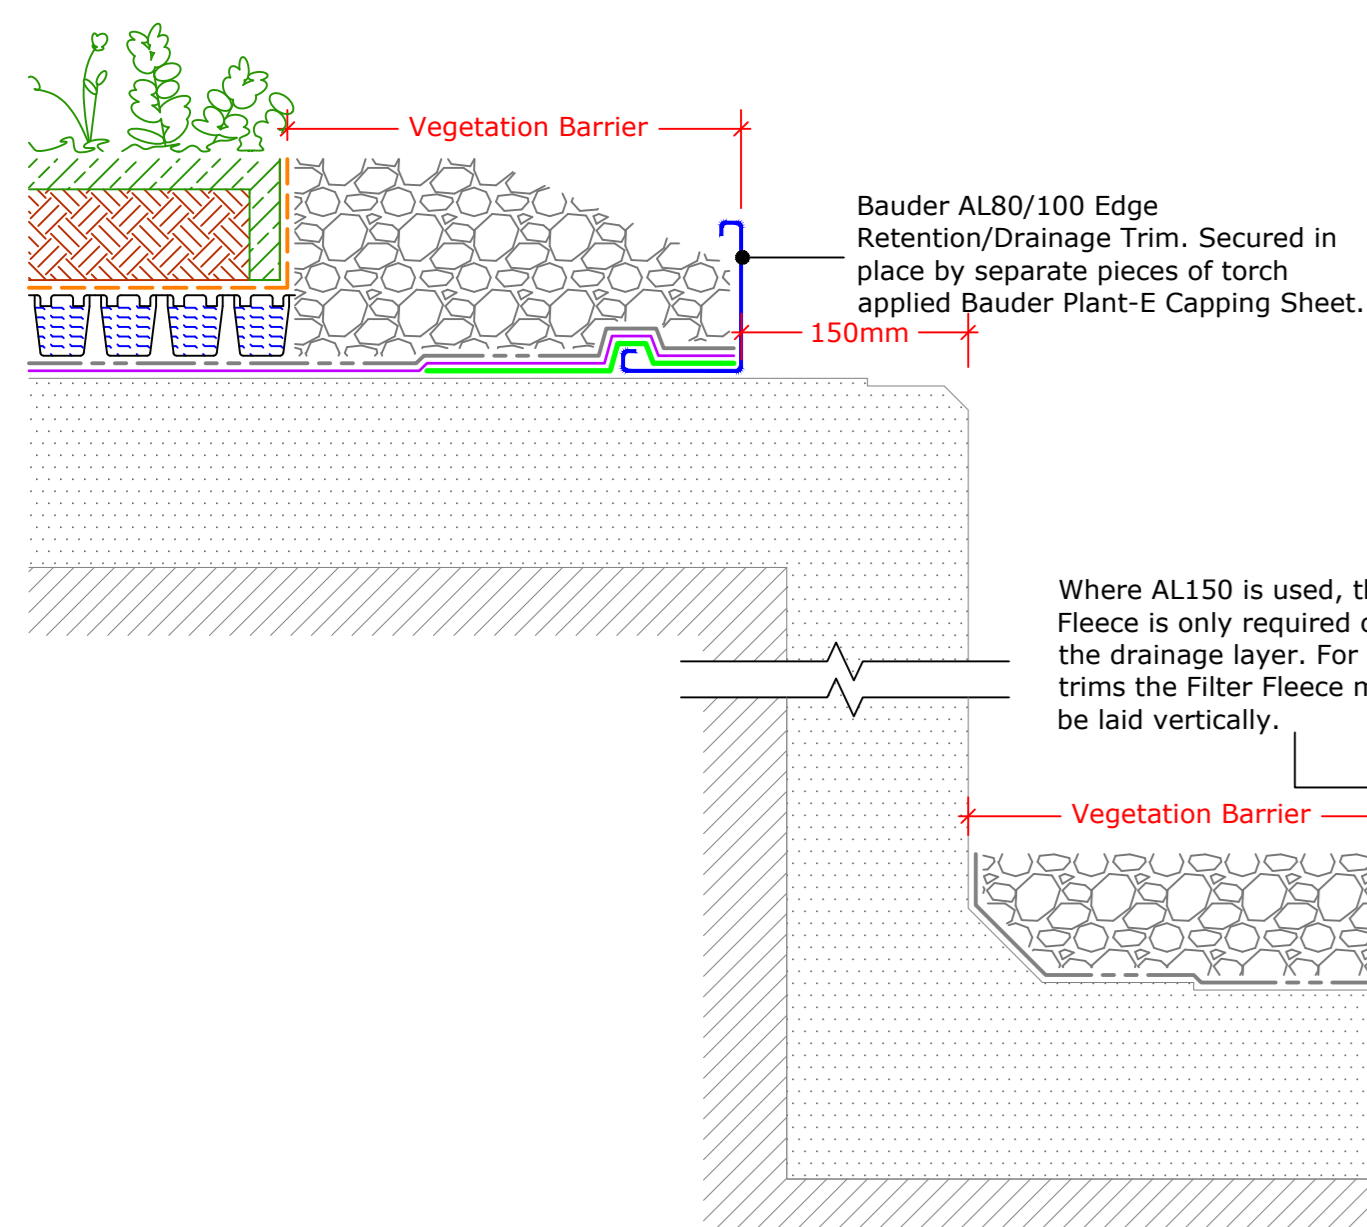 Vegetation Barrier
Bauder AL80/100 Edge
Retention/Drainage Trim. Secured in
place by separate pieces of torch
applied Bauder Plant-E Capping Sheet.
150mm
Where AL150 is used,
Fleece is only required
the drainage layer. For
trims the Filter Fleece
be laid vertically.
Vegetation Barrier